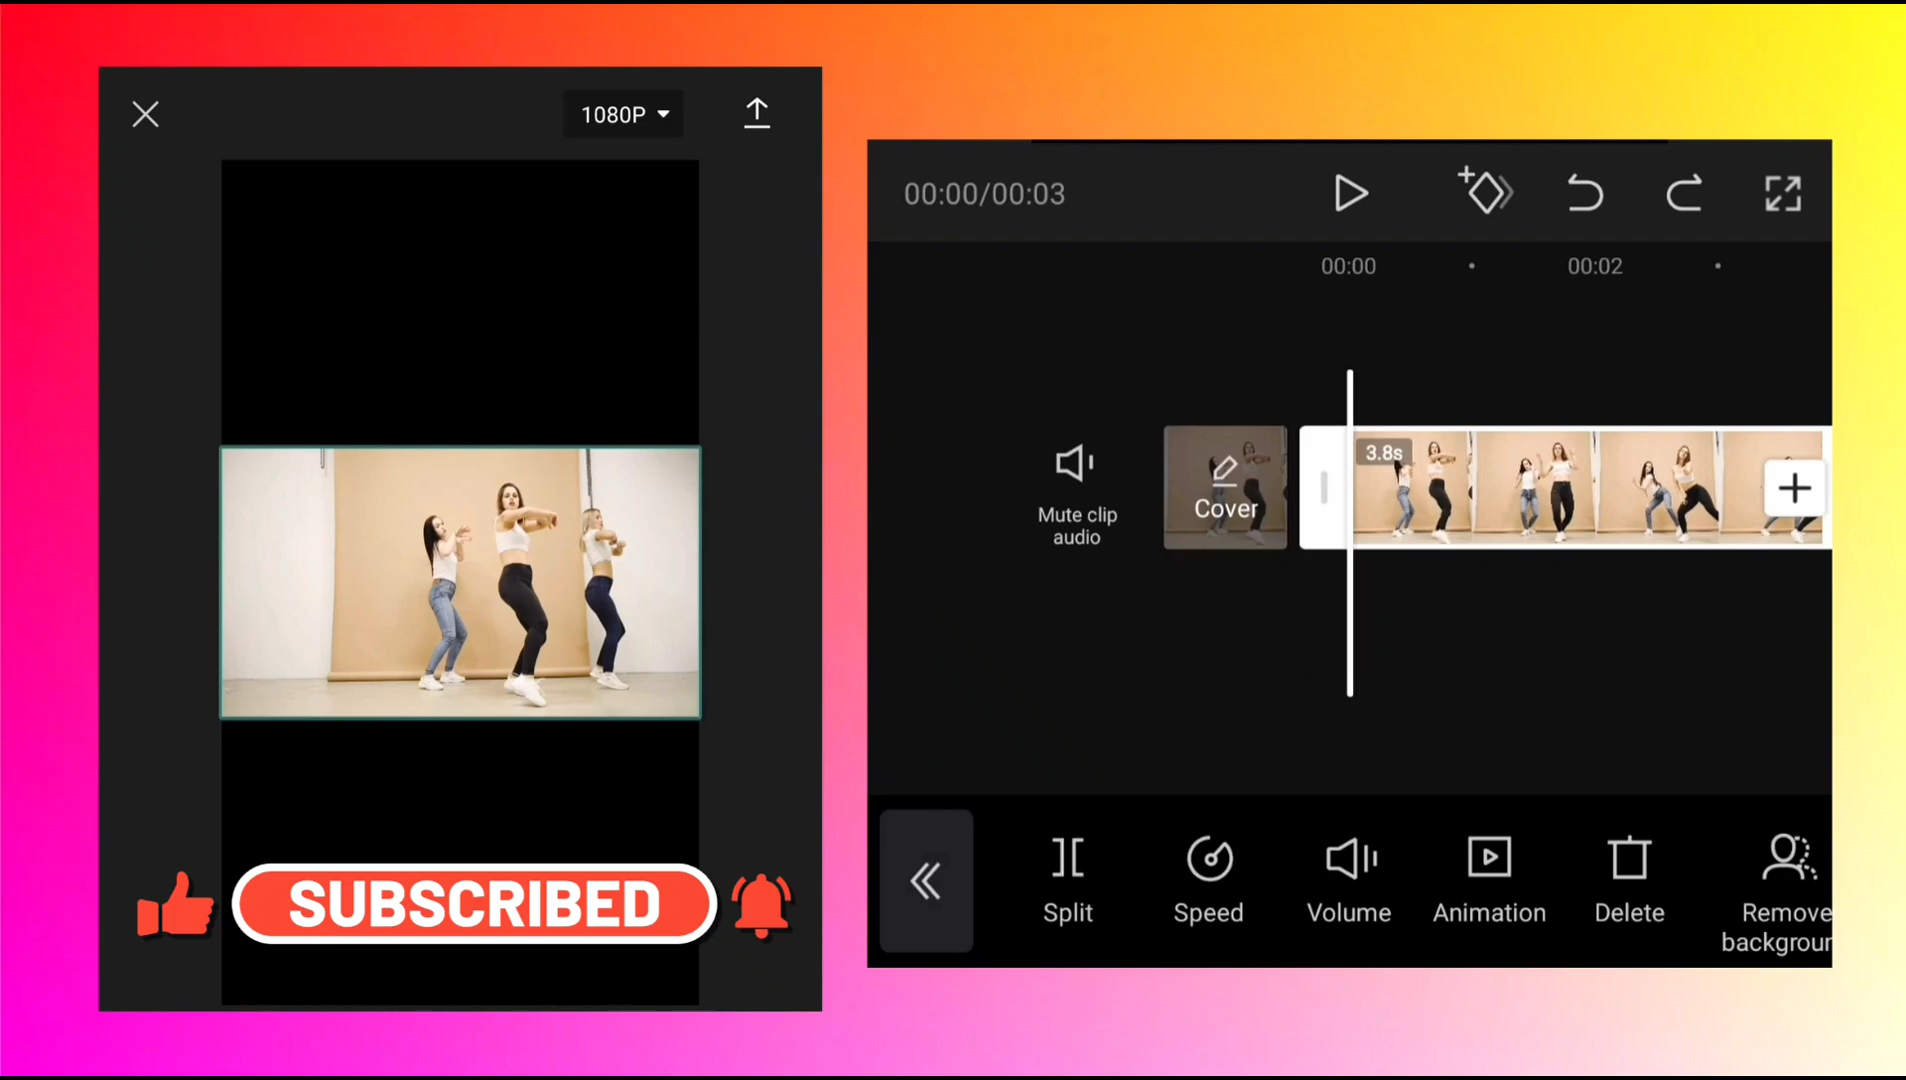 1080P
SUBSCRIBED
00:00/00:03
00:00
00:02
3.8s
Mute clip
audio
Cover
Split
Speed
Volume
Animation
Delete
Remove
backgroun